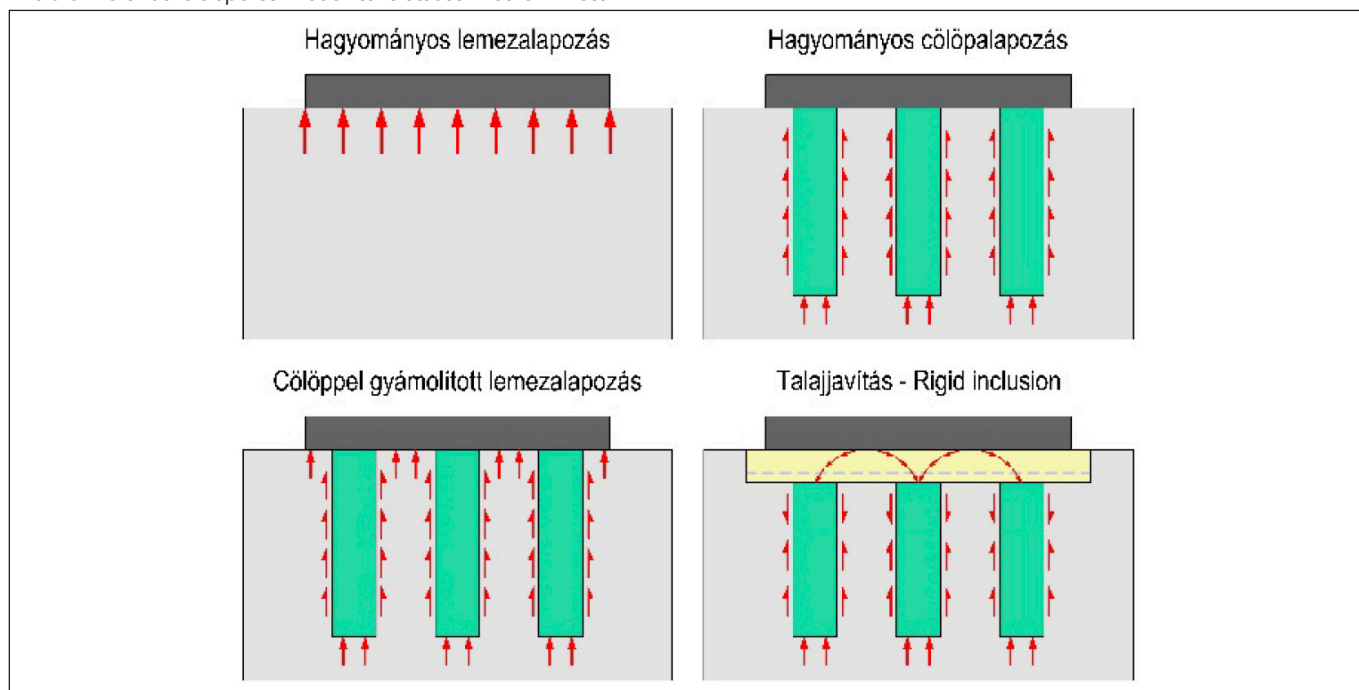 Hagyományos lemezalapozás
Hagyományos cölöpalapozás
Cölöppel gyámolított lemezalapozás
Talajjavítás - Rigid inclusion